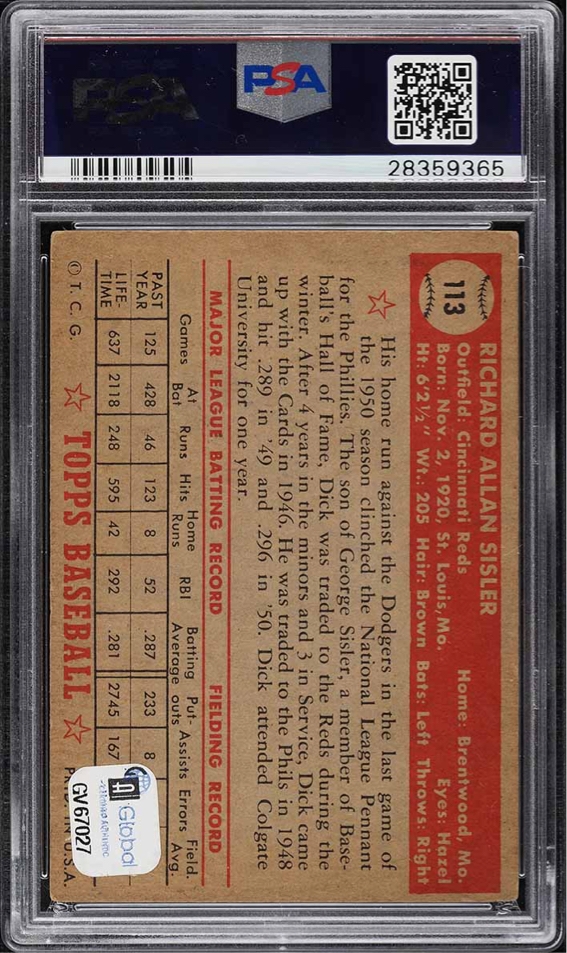 PSA
PSA
28359365
113
RICHARD ALLAN SISLER
Outfield: Cincinnati Reds Home: Brentwood, Mo.
Born: Nov. 2, 1920, St. Louis, Mo. Eyes: Hazel
Ht: 6'2½" Wt.: 205 Hair: Brown Bats: Left Throws: Right
His home run against the Dodgers in the last game of
the 1950 season clinched the National League Pennant
for the Phillies. The son of George Sisler, a member of Base-
ball's Hall of Fame, Dick was traded to the Reds during the
winter. After 4 years in the minors and 3 in Service, Dick came
up with the Cards in 1946. He was traded to the Phils in 1948
and hit .289 in '49 and .296 in '50. Dick attended Colgate
University for one year.
MAJOR LEAGUE BATTING RECORD FIELDING RECORD
Games At Bat Runs Hits Home Runs RBI Batting Average Put-outs Assists Errors Field. Avg.
PAST YEAR 125 428 46 123 8 52 .287 233 8
LIFE-TIME 637 2118 248 595 42 292 .281 2745 167
© T. C. G. TOPPS BASEBALL U.S.A.
Global
GV67027